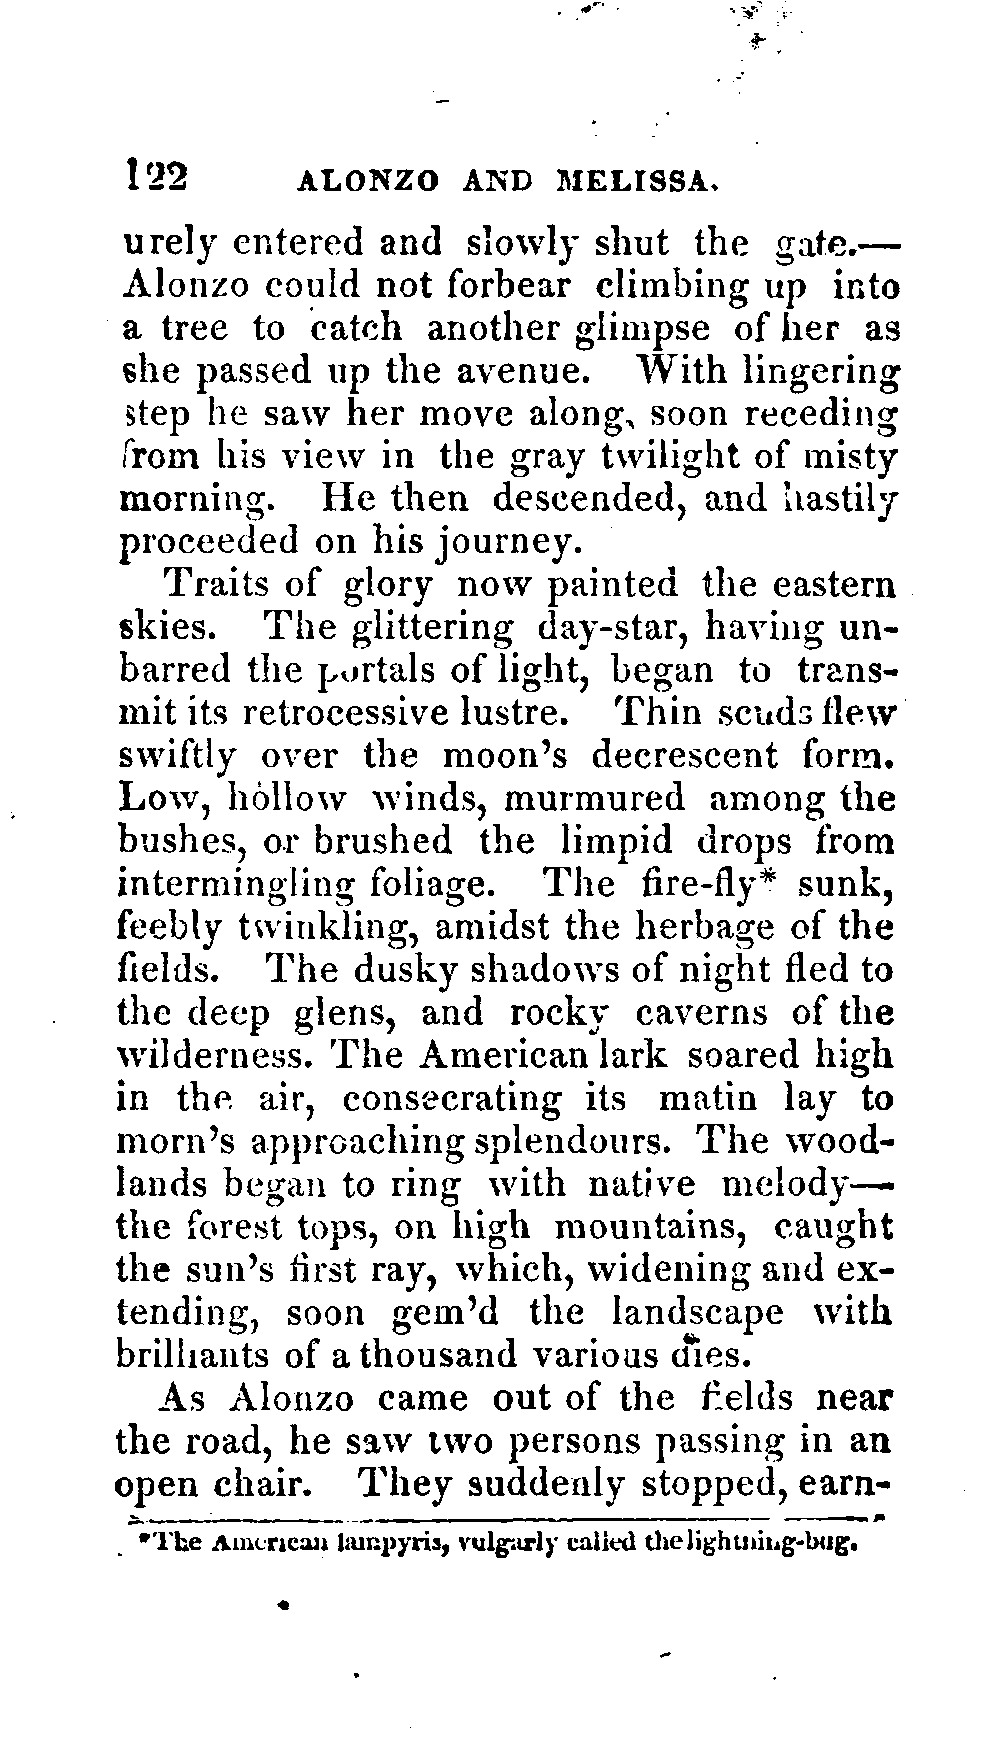 122 ALONZO AND MELISSA.
urely entered and slowly shut the gate.—
Alonzo could not forbear climbing up into
a tree to catch another glimpse of her as
she passed up the avenue. With lingering
step he saw her move along, soon receding
from his view in the gray twilight of misty
morning. He then descended, and hastily
proceeded on his journey.
Traits of glory now painted the eastern
skies. The glittering day-star, having un-
barred the portals of light, began to trans-
mit its retrocessive lustre. Thin scuds flew
swiftly over the moon's decrescent form.
Low, hollow winds, murmured among the
bushes, or brushed the limpid drops from
intermingling foliage. The fire-fly* sunk,
feebly twinkling, amidst the herbage of the
fields. The dusky shadows of night fled to
the deep glens, and rocky caverns of the
wilderness. The American lark soared high
in the air, consecrating its matin lay to
morn's approaching splendours. The wood-
lands began to ring with native melody—
the forest tops, on high mountains, caught
the sun's first ray, which, widening and ex-
tending, soon gem'd the landscape with
brilliants of a thousand various dies.
As Alonzo came out of the fields near
the road, he saw two persons passing in an
open chair. They suddenly stopped, earn-
*The American lampyris, vulgarly called the lightning-bug.